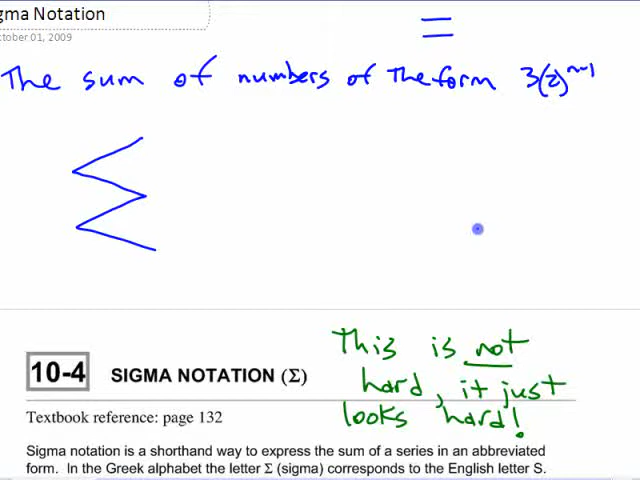 gma Notation
ctober 01, 2009
=
The sum of numbers of the form 3(2)ⁿ⁻¹
Σ
This is not
hard, it just
looks hard!
10-4 SIGMA NOTATION (Σ)
Textbook reference: page 132
Sigma notation is a shorthand way to express the sum of a series in an abbreviated
form. In the Greek alphabet the letter Σ (sigma) corresponds to the English letter S.